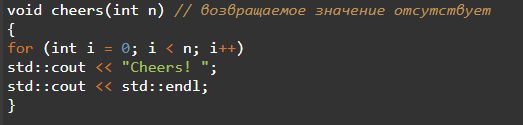 void cheers(int n) // возвращаемое значение отсутствует
{
for (int i = 0; i < n; i++)
std::cout << "Cheers! ";
std::cout << std::endl;
}